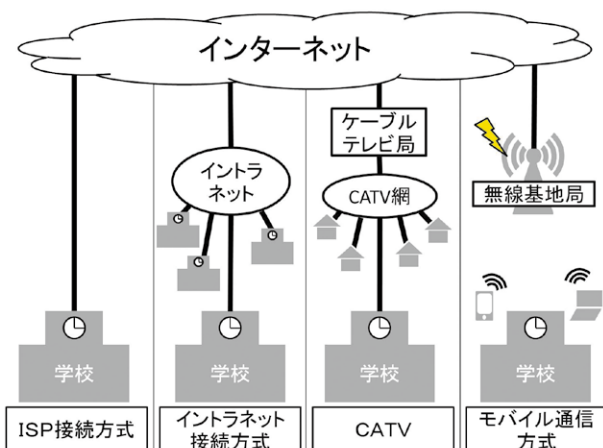 インターネット
ケーブル
テレビ局
イントラ
ネット
CATV網
無線基地局
学校
学校
学校
学校
ISP接続方式
イントラネット
接続方式
CATV
モバイル通信
方式